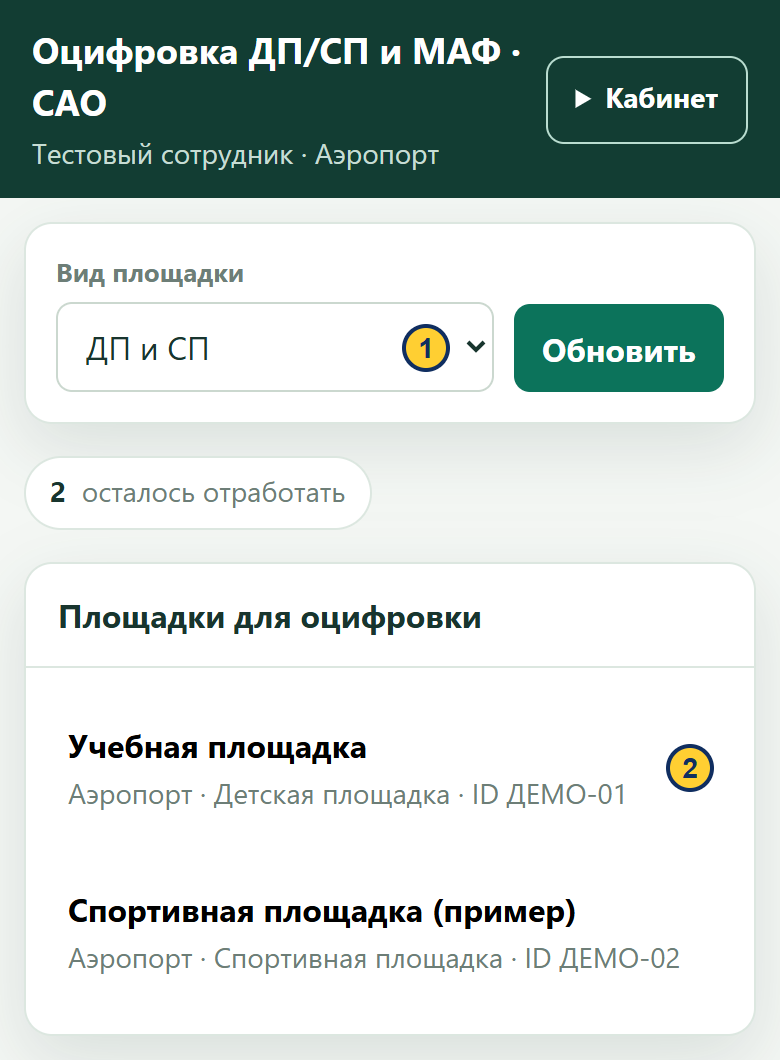 Оцифровка ДП/СП и МАФ ·
САО
Тестовый сотрудник · Аэропорт
▶ Кабинет
Вид площадки
ДП и СП
1
Обновить
2 осталось отработать
Площадки для оцифровки
Учебная площадка
Аэропорт · Детская площадка · ID ДЕМО-01
2
Спортивная площадка (пример)
Аэропорт · Спортивная площадка · ID ДЕМО-02